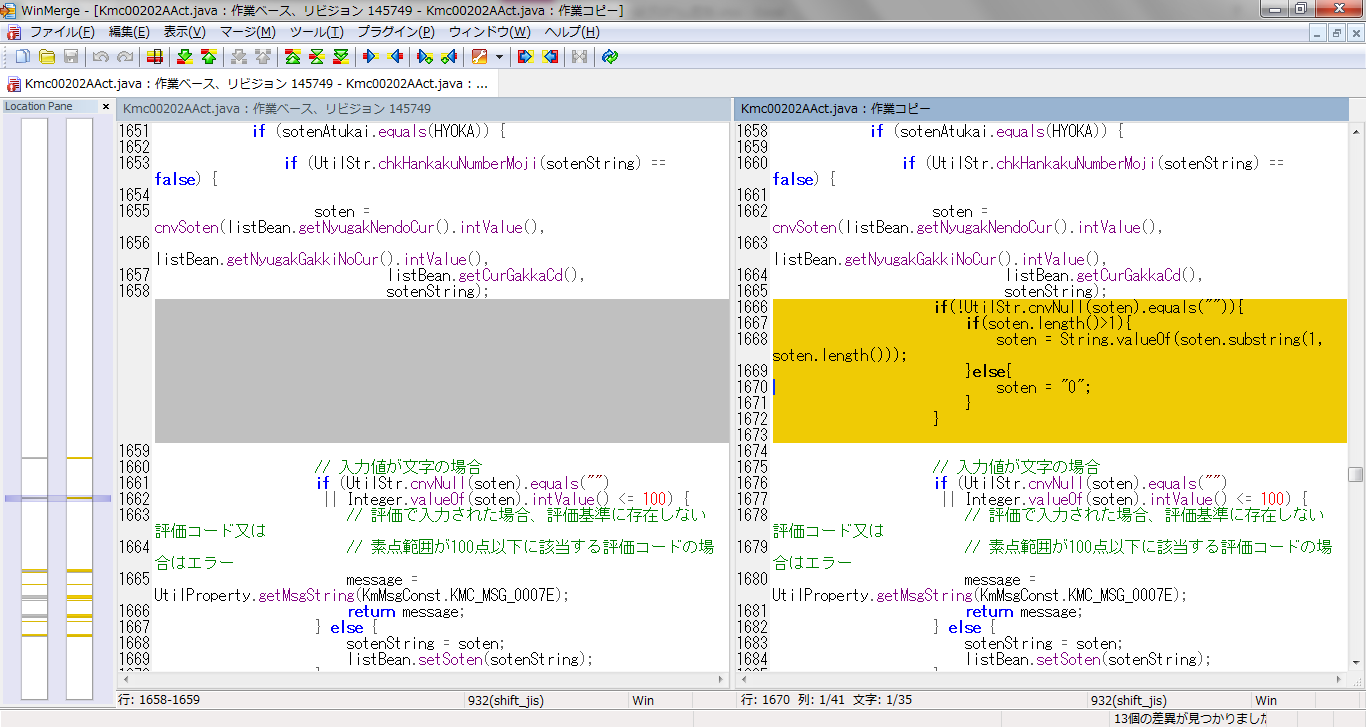 WinMerge - [Kmc00202AAct.java : 作業ベース、リビジョン 145749 - Kmc00202AAct.java : 作業コピー]
ファイル(F) 編集(E) 表示(V) マージ(M) ツール(T) プラグイン(P) ウィンドウ(W) ヘルプ(H)
Kmc00202AAct.java : 作業ベース、リビジョン 145749 - Kmc00202AAct.java : ...
Location Pane
Kmc00202AAct.java : 作業ベース、リビジョン 145749
1651 if (sotenAtukai.equals(HYOKA)) {
1652
1653 if (UtilStr.chkHankakuNumberMoji(sotenString) ==
false) {
1654
1655 soten =
cnvSoten(listBean.getNyugakNendoCur().intValue(),
1656
listBean.getNyugakGakkiNoCur().intValue(),
1657 listBean.getCurGakkaCd(),
1658 sotenString);
1659
1660 // 入力値が文字の場合
1661 if (UtilStr.cnvNull(soten).equals("")
1662 || Integer.valueOf(soten).intValue() <= 100) {
1663 // 評価で入力された場合、評価基準に存在しない
評価コード又は
1664 // 素点範囲が100点以下に該当する評価コードの場
合はエラー
1665 message =
UtilProperty.getMsgString(KmMsgConst.KMC_MSG_0007E);
1666 return message;
1667 } else {
1668 sotenString = soten;
1669 listBean.setSoten(sotenString);
行: 1658-1659 932(shift_jis) Win
Kmc00202AAct.java : 作業コピー
1658 if (sotenAtukai.equals(HYOKA)) {
1659
1660 if (UtilStr.chkHankakuNumberMoji(sotenString) ==
false) {
1661
1662 soten =
cnvSoten(listBean.getNyugakNendoCur().intValue(),
1663
listBean.getNyugakGakkiNoCur().intValue(),
1664 listBean.getCurGakkaCd(),
1665 sotenString);
1666 if(!UtilStr.cnvNull(soten).equals("")){
1667 if(soten.length()>1){
1668 soten = String.valueOf(soten.substring(1,
soten.length()));
1669 }else{
1670 soten = "0";
1671 }
1672 }
1673
1674
1675 // 入力値が文字の場合
1676 if (UtilStr.cnvNull(soten).equals("")
1677 || Integer.valueOf(soten).intValue() <= 100) {
1678 // 評価で入力された場合、評価基準に存在しない
評価コード又は
1679 // 素点範囲が100点以下に該当する評価コードの場
合はエラー
1680 message =
UtilProperty.getMsgString(KmMsgConst.KMC_MSG_0007E);
1681 return message;
1682 } else {
1683 sotenString = soten;
1684 listBean.setSoten(sotenString);
行: 1670 列: 1/41 文字: 1/35 932(shift_jis) Win
13個の差異が見つかりました